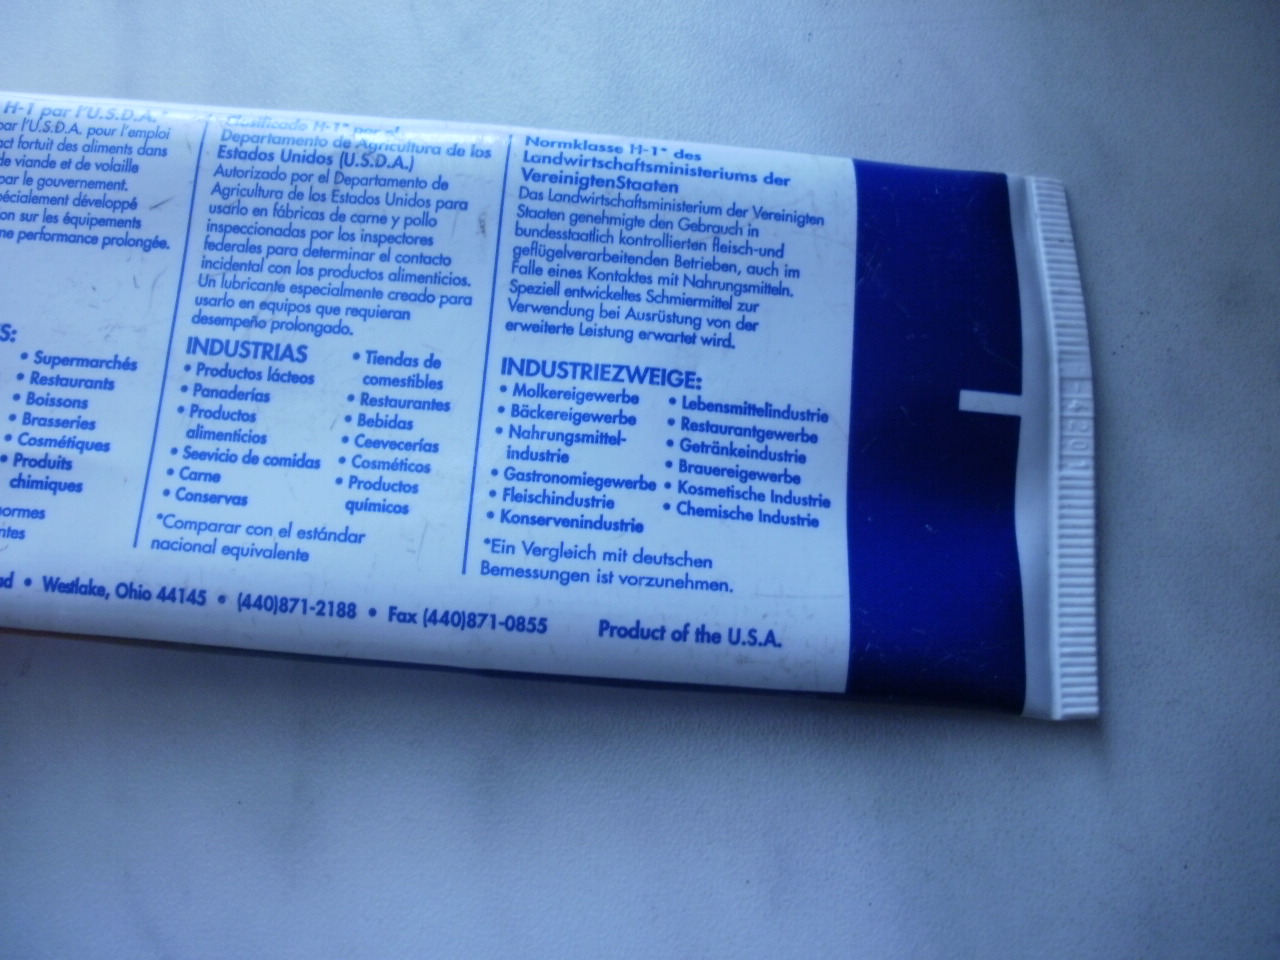 H-1 par l'U.S.D.A.*
par l'U.S.D.A. pour l'emploi
act fortuit des aliments dans
de viande et de volaille
par le gouvernement.
pécialement développé
on sur les équipements
ne performance prolongée.
S:
• Supermarchés
• Restaurants
• Boissons
• Brasseries
• Cosmétiques
• Produits
chimiques
normes
ntes
Clasificado H-1* por el
Departamento de Agricultura de los
Estados Unidos (U.S.D.A.)
Autorizado por el Departamento de
Agricultura de los Estados Unidos para
usarlo en fábricas de carne y pollo
inspeccionadas por los inspectores
federales para determinar el contacto
incidental con los productos alimenticios.
Un lubricante especialmente creado para
usarlo en equipos que requieran
desempeño prolongado.
INDUSTRIAS
• Productos lácteos
• Panaderías
• Productos
alimenticios
• Seevicio de comidas
• Carne
• Conservas
• Tiendas de
comestibles
• Restaurantes
• Bebidas
• Ceevecerías
• Cosméticos
• Productos
químicos
*Comparar con el estándar
nacional equivalente
Normklasse H-1* des
Landwirtschaftsministeriums der
VereinigtenStaaten
Das Landwirtschaftsministerium der Vereinigten
Staaten genehmigte den Gebrauch in
bundesstaatlich kontrollierten fleisch-und
geflügelverarbeitenden Betrieben, auch im
Falle eines Kontaktes mit Nahrungsmitteln.
Speziell entwickeltes Schmiermittel zur
Verwendung bei Ausrüstung von der
erweiterte Leistung erwartet wird.
INDUSTRIEZWEIGE:
• Molkereigewerbe
• Bäckereigewerbe
• Nahrungsmittel-
industrie
• Gastronomiegewerbe
• Fleischindustrie
• Konservenindustrie
• Lebensmittelindustrie
• Restaurantgewerbe
• Getränkeindustrie
• Brauereigewerbe
• Kosmetische Industrie
• Chemische Industrie
*Ein Vergleich mit deutschen
Bemessungen ist vorzunehmen.
• Westlake, Ohio 44145 • (440)871-2188 • Fax (440)871-0855 Product of the U.S.A.